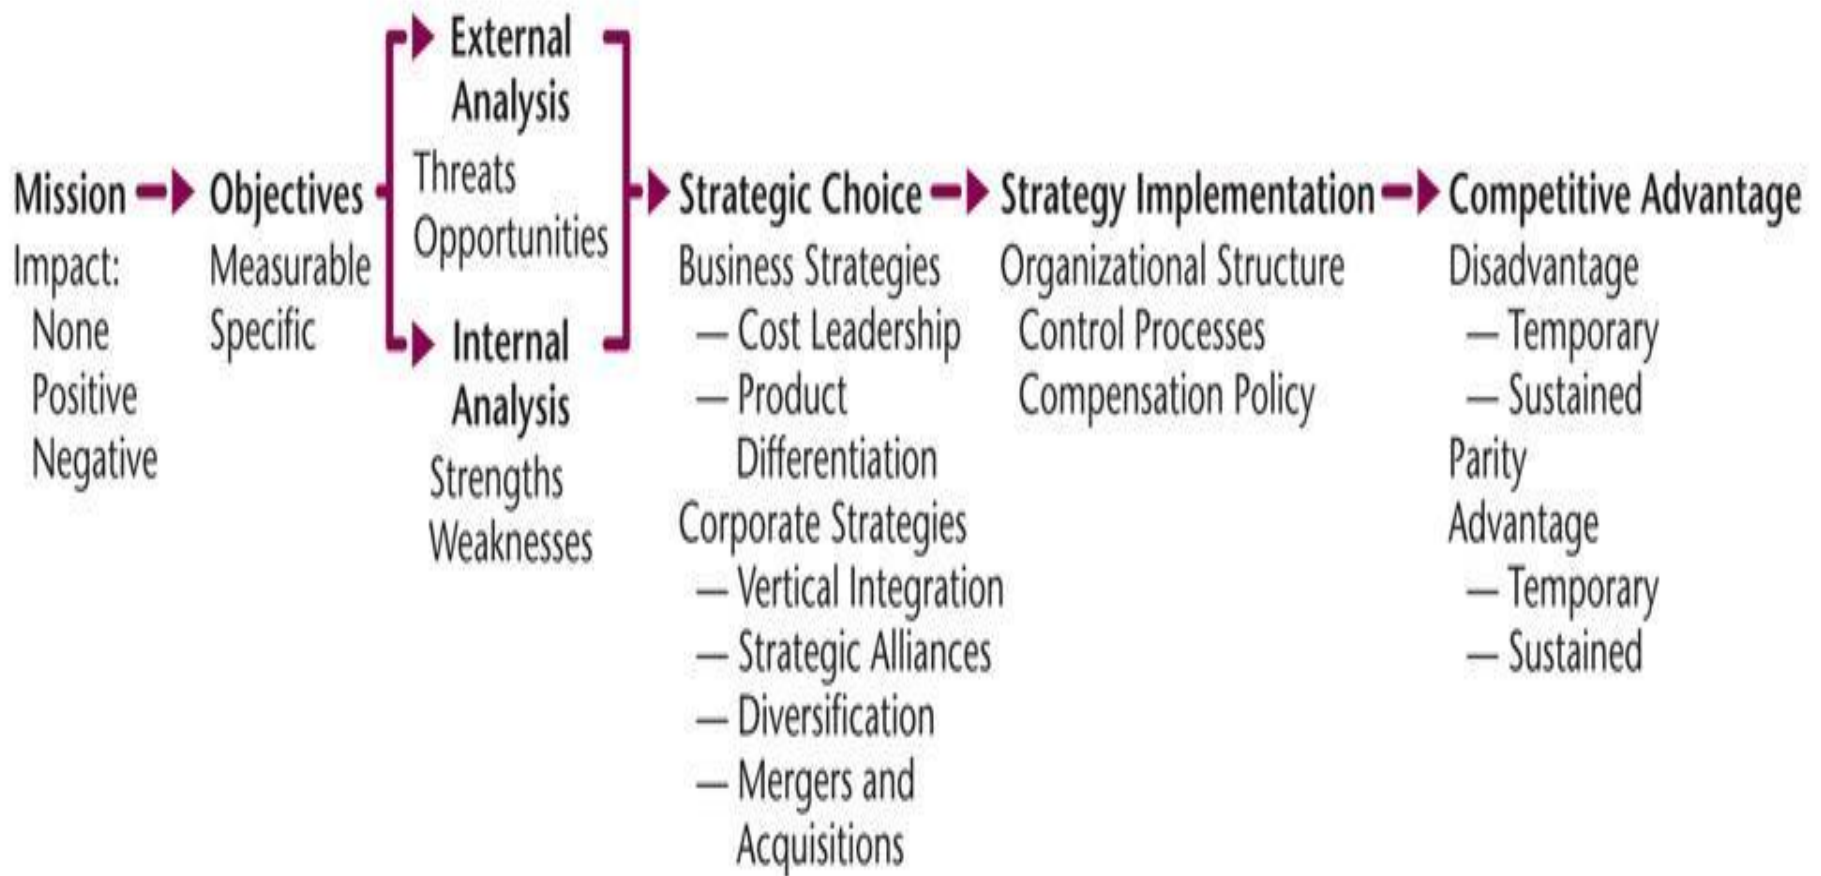 Mission
Impact:
None
Positive
Negative
Objectives
Measurable
Specific
External
Analysis
Threats
Opportunities
Internal
Analysis
Strengths
Weaknesses
Strategic Choice
Business Strategies
— Cost Leadership
— Product
Differentiation
Corporate Strategies
— Vertical Integration
— Strategic Alliances
— Diversification
— Mergers and
Acquisitions
Strategy Implementation
Organizational Structure
Control Processes
Compensation Policy
Competitive Advantage
Disadvantage
— Temporary
— Sustained
Parity
Advantage
— Temporary
— Sustained